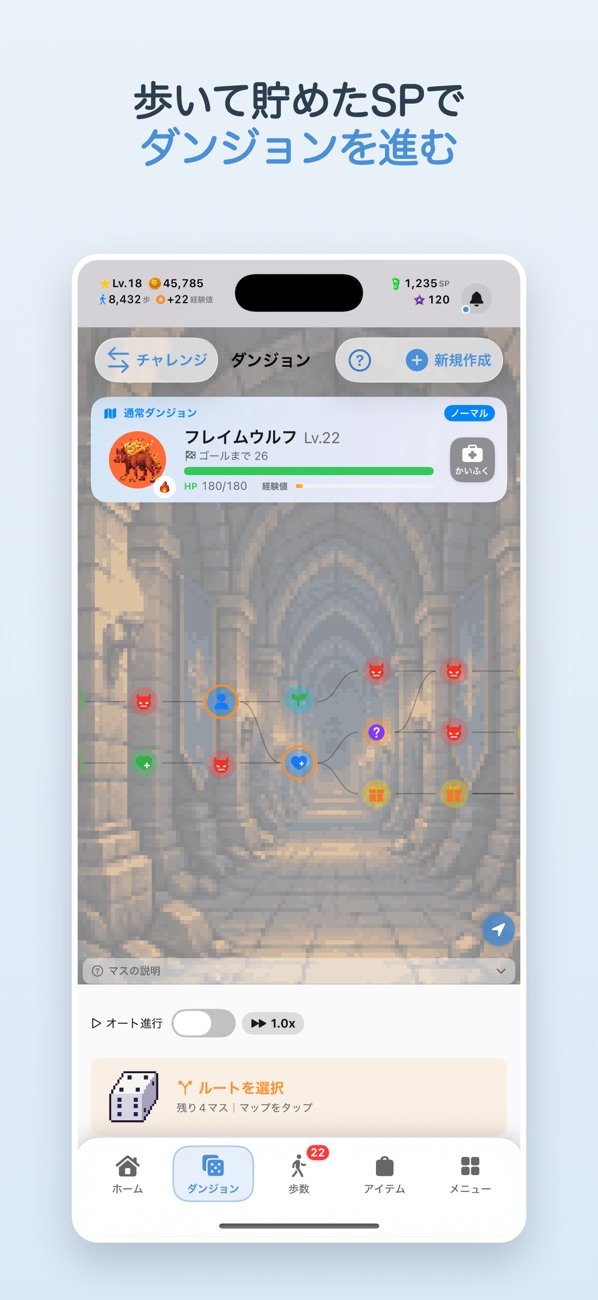 歩いて貯めたSPで
ダンジョンを進む
Lv.18 45,785
8,432歩 +22経験値
1,235 SP
120
チャレンジ ダンジョン ? 新規作成
通常ダンジョン ノーマル
フレイムウルフ Lv.22
ゴールまで 26
かいふく
HP 180/180 経験値
?
? マスの説明
オート進行 1.0x
ルートを選択
残り4マス｜マップをタップ
22
ホーム ダンジョン 歩数 アイテム メニュー